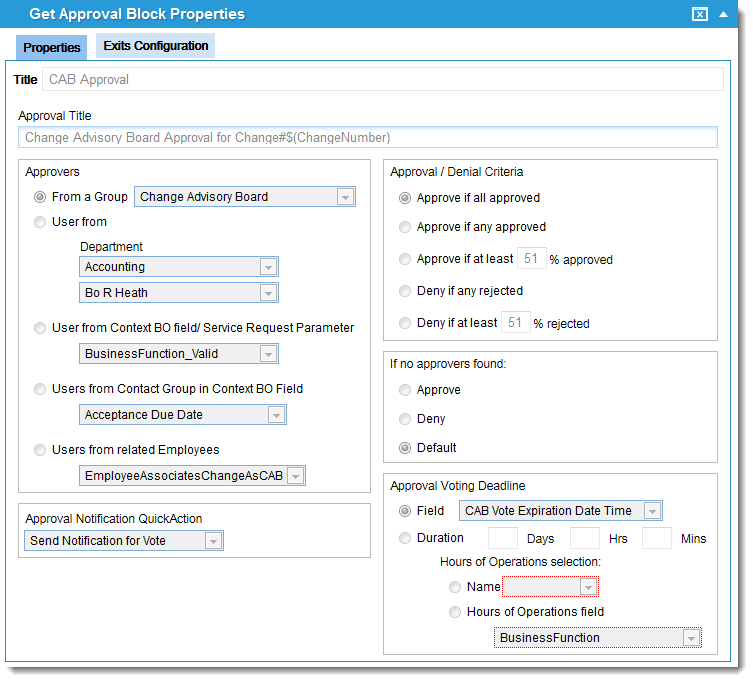 Get Approval Block Properties
Properties
Exits Configuration
Title CAB Approval
Approval Title
Change Advisory Board Approval for Change#$(ChangeNumber)
Approvers
From a Group Change Advisory Board
User from
Department
Accounting
Bo R Heath
User from Context BO field/ Service Request Parameter
BusinessFunction_Valid
Users from Contact Group in Context BO Field
Acceptance Due Date
Users from related Employees
EmployeeAssociatesChangeAsCAB
Approval Notification QuickAction
Send Notification for Vote
Approval / Denial Criteria
Approve if all approved
Approve if any approved
Approve if at least 51 % approved
Deny if any rejected
Deny if at least 51 % rejected
If no approvers found:
Approve
Deny
Default
Approval Voting Deadline
Field CAB Vote Expiration Date Time
Duration Days Hrs Mins
Hours of Operations selection:
Name
Hours of Operations field
BusinessFunction